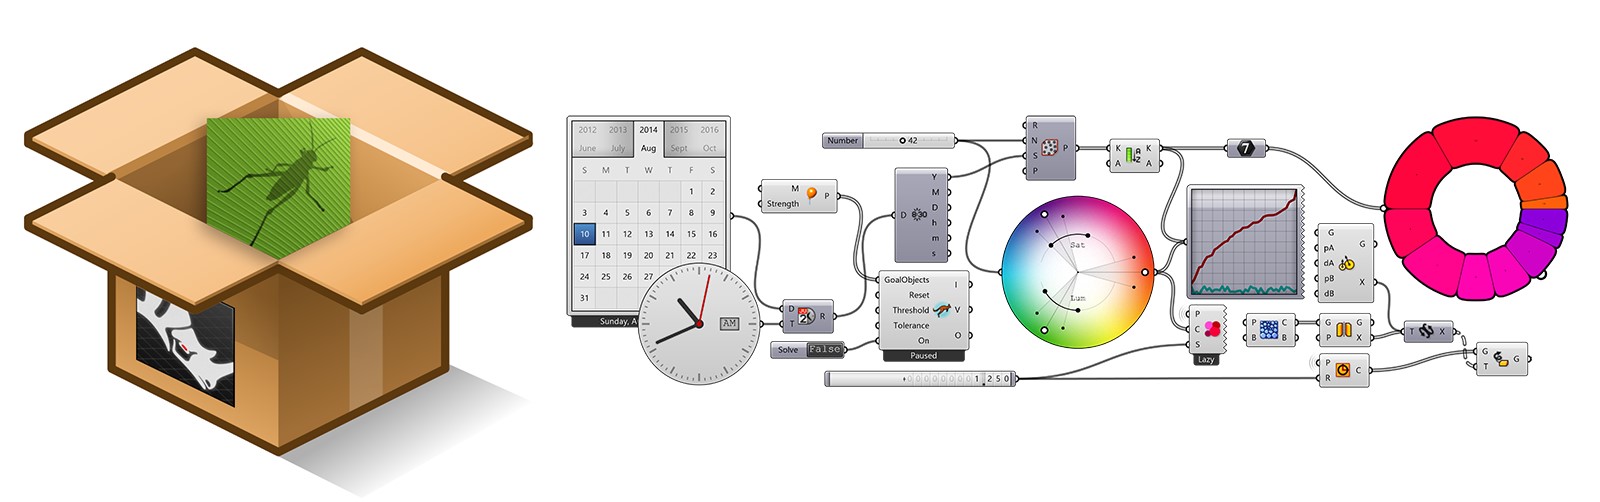 2012 2013 2014 2015 2016
June July Aug Sept Oct
S M T W T F S
1 2
3 4 5 6 7 8 9
10 11 12 13 14 15 16
17 18 19 20 21 22 23
24 25 26 27
31
Sunday, A
AM
M
Strength
P
Number
42
D
T
R
Solve False
D
8:30
Y
M
D
h
m
s
GoalObjects
Reset
Threshold
Tolerance
On
I
V
O
Paused
1 2 5 0
R
N
S
P
P
K
A
A
Z
K
A
7
Sat
Lum
P
C
S
Lazy
P
B
C
B
G
pA
dA
pB
dB
G
X
G
P
G
X
P
R
C
T
X
G
T
G